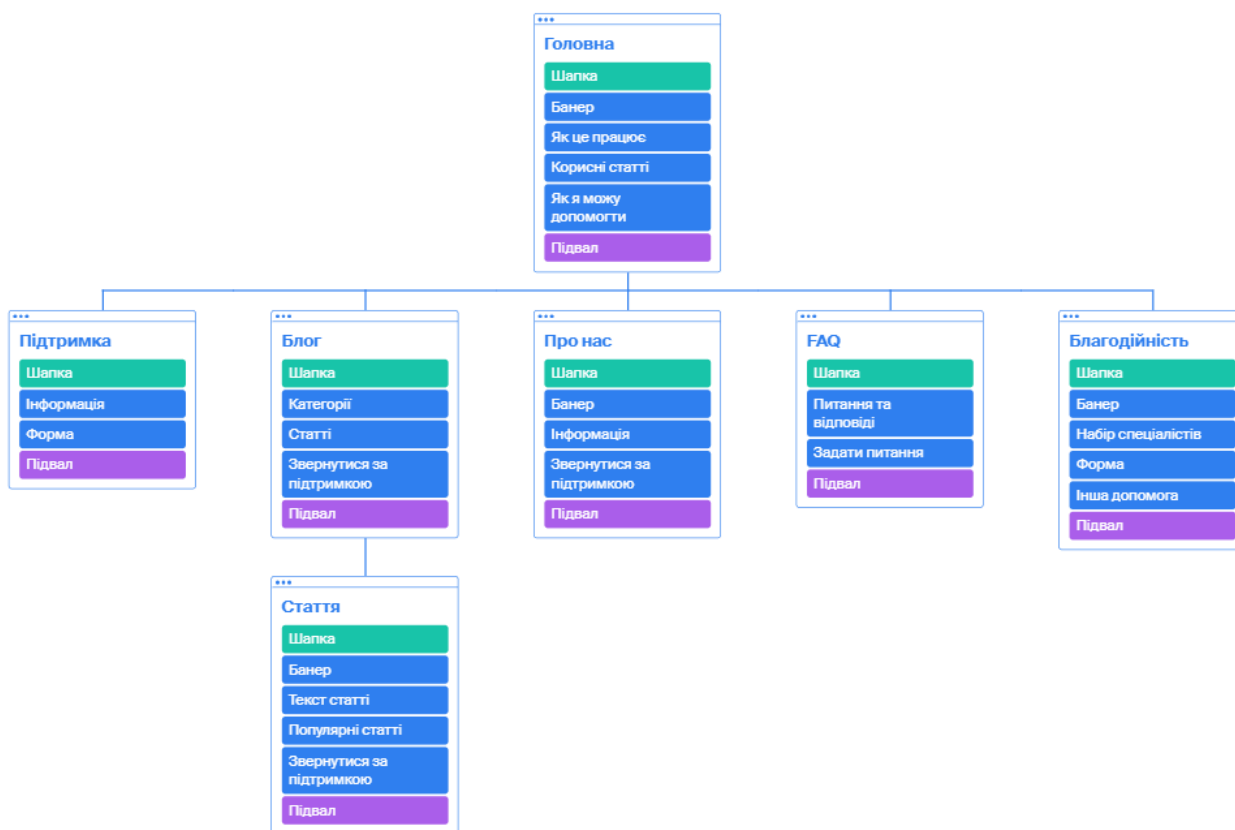 Головна
Шапка
Банер
Як це працює
Корисні статті
Як я можу
допомогти
Підвал
Підтримка
Шапка
Інформація
Форма
Підвал
Блог
Шапка
Категорії
Статті
Звернутися за
підтримкою
Підвал
Про нас
Шапка
Банер
Інформація
Звернутися за
підтримкою
Підвал
FAQ
Шапка
Питання та
відповіді
Задати питання
Підвал
Благодійність
Шапка
Банер
Набір спеціалістів
Форма
Інша допомога
Підвал
Стаття
Шапка
Банер
Текст статті
Популярні статті
Звернутися за
підтримкою
Підвал